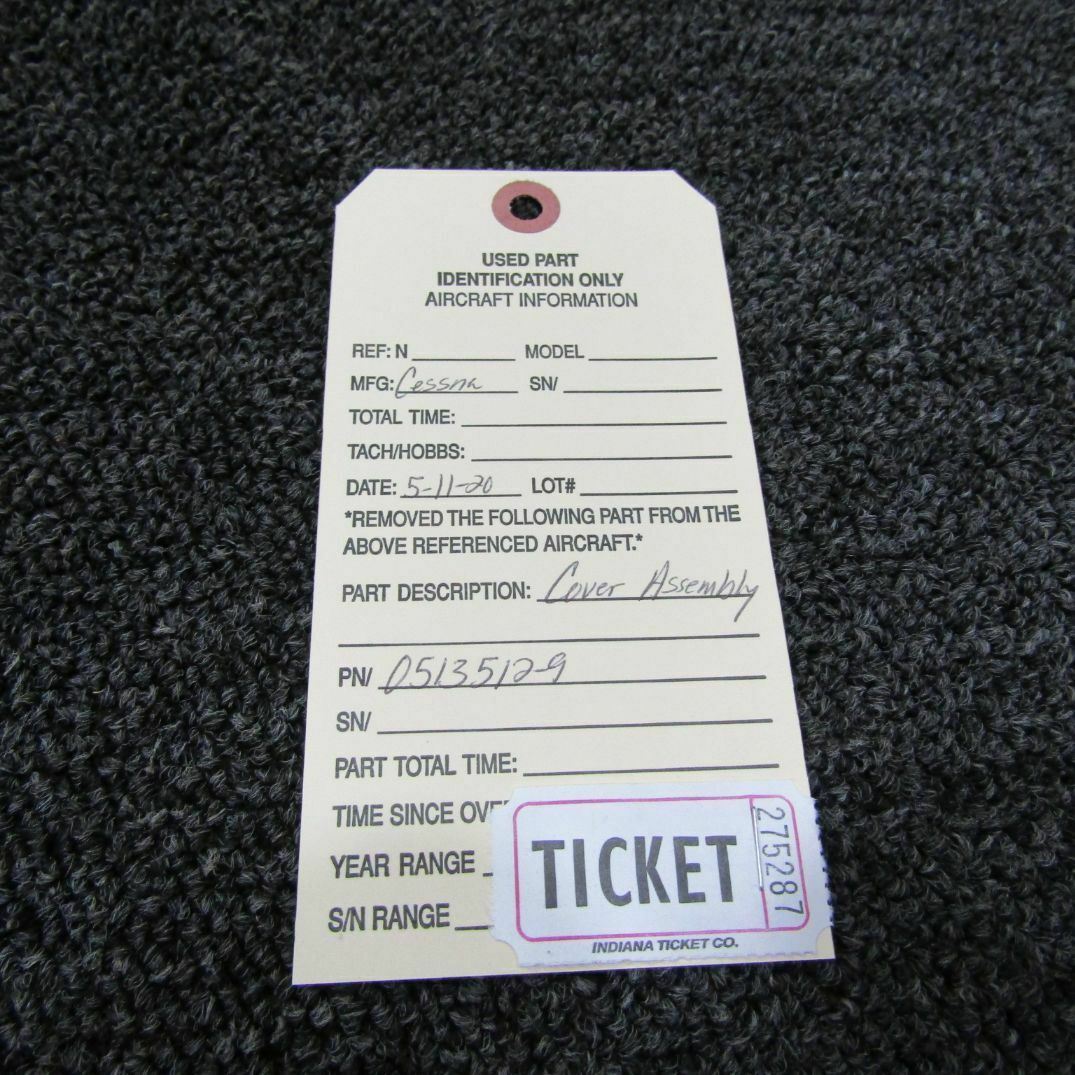 USED PART
IDENTIFICATION ONLY
AIRCRAFT INFORMATION
REF: N MODEL
MFG: Cessna SN/
TOTAL TIME:
TACH/HOBBS:
DATE: 5-11-20 LOT#
*REMOVED THE FOLLOWING PART FROM THE
ABOVE REFERENCED AIRCRAFT.*
PART DESCRIPTION: Cover Assembly
PN/ 0513512-9
SN/
PART TOTAL TIME:
TIME SINCE
YEAR RANGE
S/N RANGE
TICKET
275287
INDIANA TICKET CO.